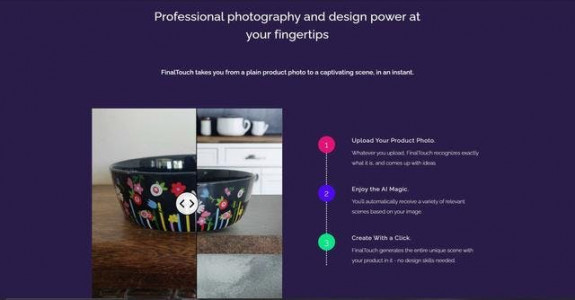 Professional photography and design power at
your fingertips
FinalTouch takes you from a plain product photo to a captivating scene, in an instant.
1
Upload Your Product Photo.
Whatever you upload, FinalTouch recognizes exactly
what it is, and comes up with ideas
2
Enjoy the AI Magic.
You'll automatically receive a variety of relevant
scenes based on your image.
3
Create With a Click.
FinalTouch generates the entire unique scene with
your product in it - no design skills needed.